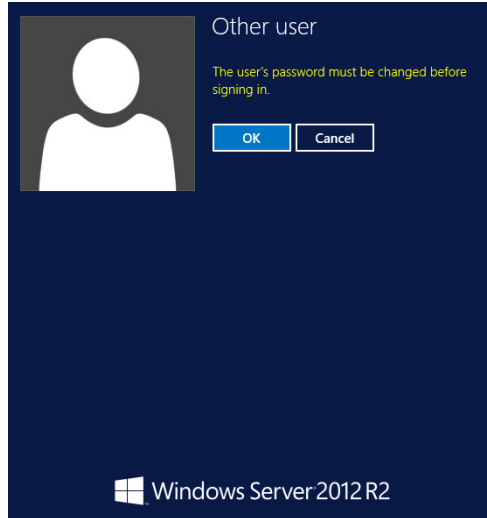 Other user
The user's password must be changed before
signing in.
OK Cancel
Windows Server 2012 R2